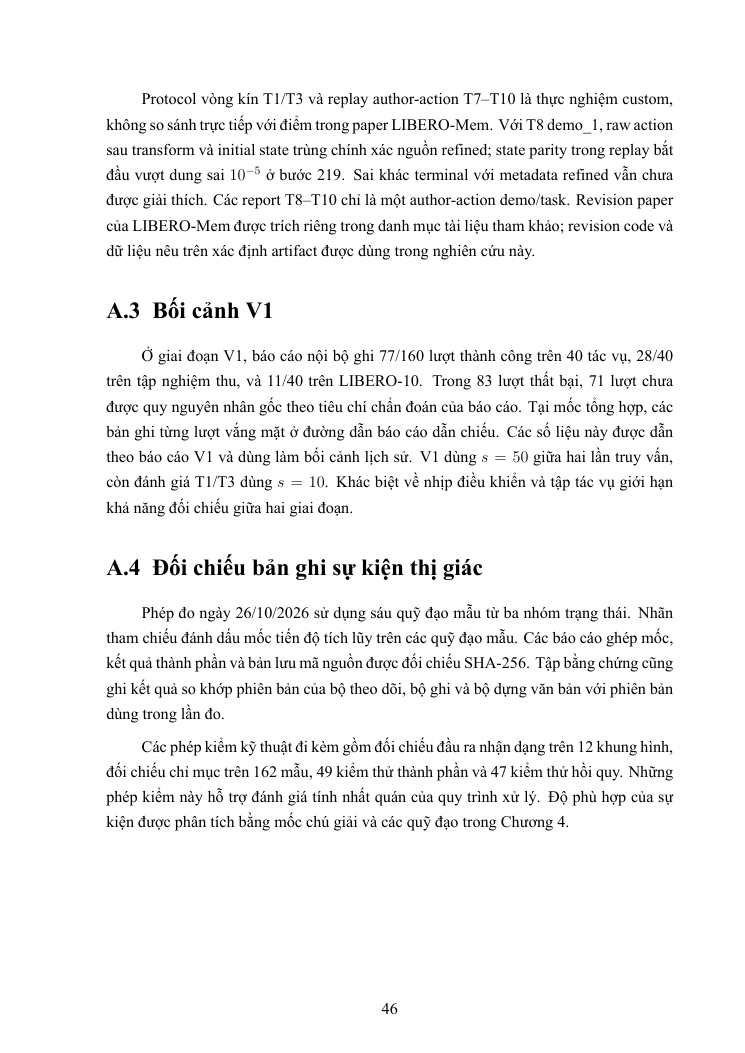 Protocol vòng kín T1/T3 và replay author-action T7–T10 là thực nghiệm custom,
không so sánh trực tiếp với điểm trong paper LIBERO-Mem. Với T8 demo_1, raw action
sau transform và initial state trùng chính xác nguồn refined; state parity trong replay bắt
đầu vượt dung sai 10⁻⁵ ở bước 219. Sai khác terminal với metadata refined vẫn chưa
được giải thích. Các report T8–T10 chỉ là một author-action demo/task. Revision paper
của LIBERO-Mem được trích riêng trong danh mục tài liệu tham khảo; revision code và
dữ liệu nêu trên xác định artifact được dùng trong nghiên cứu này.
A.3 Bối cảnh V1
Ở giai đoạn V1, báo cáo nội bộ ghi 77/160 lượt thành công trên 40 tác vụ, 28/40
trên tập nghiệm thu, và 11/40 trên LIBERO-10. Trong 83 lượt thất bại, 71 lượt chưa
được quy nguyên nhân gốc theo tiêu chí chẩn đoán của báo cáo. Tại mốc tổng hợp, các
bản ghi từng lượt vắng mặt ở đường dẫn báo cáo dẫn chiếu. Các số liệu này được dẫn
theo báo cáo V1 và dùng làm bối cảnh lịch sử. V1 dùng s = 50 giữa hai lần truy vấn,
còn đánh giá T1/T3 dùng s = 10. Khác biệt về nhịp điều khiển và tập tác vụ giới hạn
khả năng đối chiếu giữa hai giai đoạn.
A.4 Đối chiếu bản ghi sự kiện thị giác
Phép đo ngày 26/10/2026 sử dụng sáu quỹ đạo mẫu từ ba nhóm trạng thái. Nhãn
tham chiếu đánh dấu mốc tiến độ tích lũy trên các quỹ đạo mẫu. Các báo cáo ghép mốc,
kết quả thành phần và bản lưu mã nguồn được đối chiếu SHA-256. Tập bằng chứng cũng
ghi kết quả so khớp phiên bản của bộ theo dõi, bộ ghi và bộ dựng văn bản với phiên bản
dùng trong lần đo.
Các phép kiểm kỹ thuật đi kèm gồm đối chiếu đầu ra nhận dạng trên 12 khung hình,
đối chiếu chỉ mục trên 162 mẫu, 49 kiểm thử thành phần và 47 kiểm thử hồi quy. Những
phép kiểm này hỗ trợ đánh giá tính nhất quán của quy trình xử lý. Độ phù hợp của sự
kiện được phân tích bằng mốc chú giải và các quỹ đạo trong Chương 4.
46